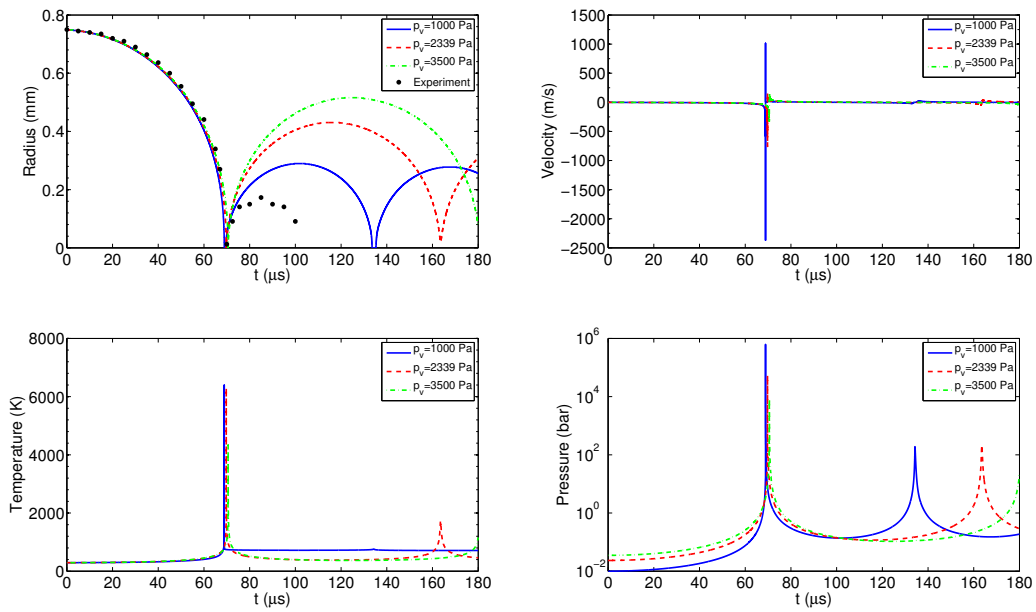 0.8
0.6
0.4
0.2
0
0 20 40 60 80 100 120 140 160 180
Radius (mm)
t (μs)
p_v=1000 Pa
p_v=2339 Pa
p_v=3500 Pa
Experiment
1500
1000
500
0
−500
−1000
−1500
−2000
−2500
0 20 40 60 80 100 120 140 160 180
Velocity (m/s)
t (μs)
p_v=1000 Pa
p_v=2339 Pa
p_v=3500 Pa
8000
6000
4000
2000
0
0 20 40 60 80 100 120 140 160 180
Temperature (K)
t (μs)
p_v=1000 Pa
p_v=2339 Pa
p_v=3500 Pa
10^6
10^4
10^2
10^0
10^−2
0 20 40 60 80 100 120 140 160 180
Pressure (bar)
t (μs)
p_v=1000 Pa
p_v=2339 Pa
p_v=3500 Pa